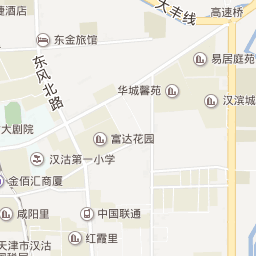 捷酒店
大丰线
高速桥
东金旅馆
易居庭苑
东风北路
华城馨苑
汉滨城
大剧院
富达花园
汉沽第一小学
金佰汇商厦
咸阳里
中国联通
天津市汉沽
红霞里